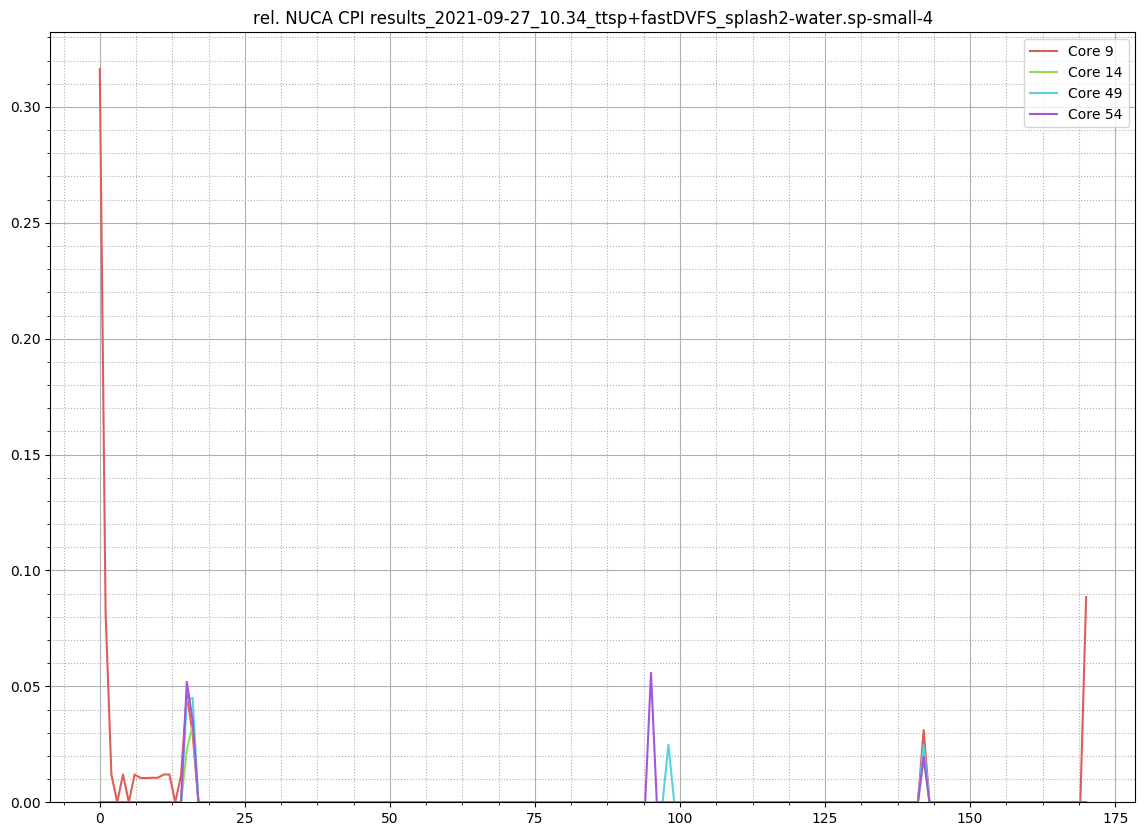 rel. NUCA CPI results_2021-09-27_10.34_ttsp+fastDVFS_splash2-water.sp-small-4
Core 9
Core 14
Core 49
Core 54
0.30
0.25
0.20
0.15
0.10
0.05
0.00
0 25 50 75 100 125 150 175